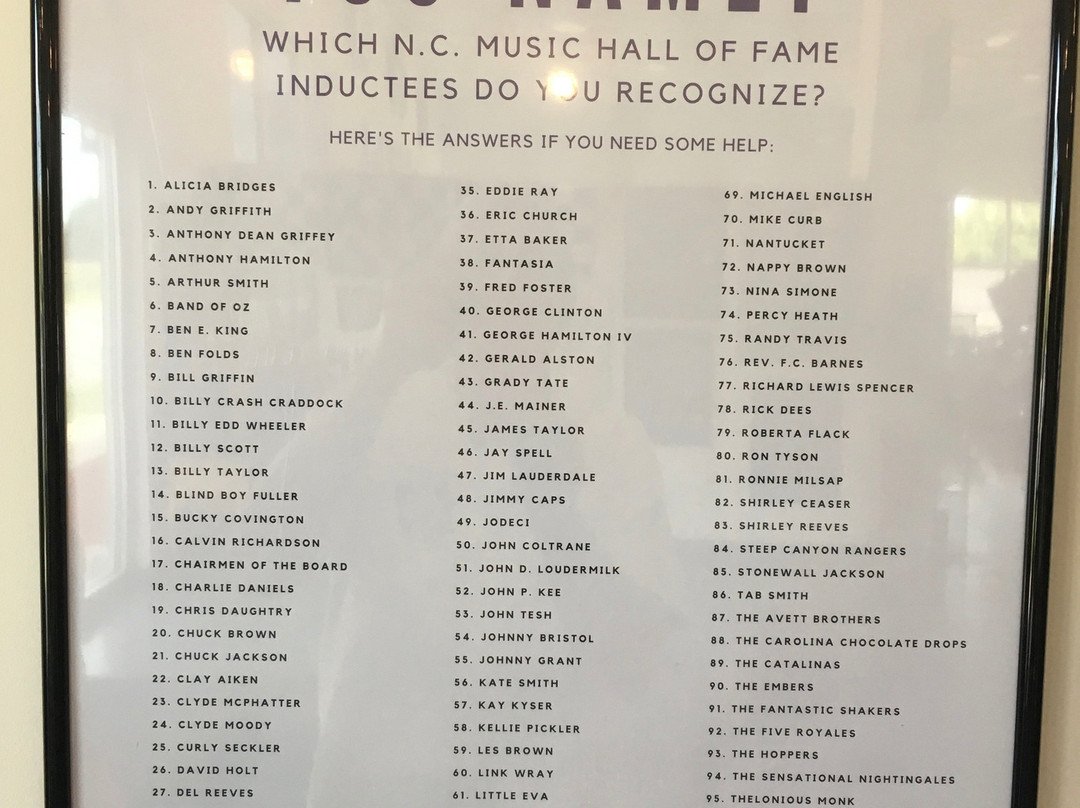 WHICH N.C. MUSIC HALL OF FAME
INDUCTEES DO YOU RECOGNIZE?
HERE'S THE ANSWERS IF YOU NEED SOME HELP:
1. ALICIA BRIDGES
2. ANDY GRIFFITH
3. ANTHONY DEAN GRIFFEY
4. ANTHONY HAMILTON
5. ARTHUR SMITH
6. BAND OF OZ
7. BEN E. KING
8. BEN FOLDS
9. BILL GRIFFIN
10. BILLY CRASH CRADDOCK
11. BILLY EDD WHEELER
12. BILLY SCOTT
13. BILLY TAYLOR
14. BLIND BOY FULLER
15. BUCKY COVINGTON
16. CALVIN RICHARDSON
17. CHAIRMEN OF THE BOARD
18. CHARLIE DANIELS
19. CHRIS DAUGHTRY
20. CHUCK BROWN
21. CHUCK JACKSON
22. CLAY AIKEN
23. CLYDE MCPHATTER
24. CLYDE MOODY
25. CURLY SECKLER
26. DAVID HOLT
27. DEL REEVES
35. EDDIE RAY
36. ERIC CHURCH
37. ETTA BAKER
38. FANTASIA
39. FRED FOSTER
40. GEORGE CLINTON
41. GEORGE HAMILTON IV
42. GERALD ALSTON
43. GRADY TATE
44. J.E. MAINER
45. JAMES TAYLOR
46. JAY SPELL
47. JIM LAUDERDALE
48. JIMMY CAPS
49. JODECI
50. JOHN COLTRANE
51. JOHN D. LOUDERMILK
52. JOHN P. KEE
53. JOHN TESH
54. JOHNNY BRISTOL
55. JOHNNY GRANT
56. KATE SMITH
57. KAY KYSER
58. KELLIE PICKLER
59. LES BROWN
60. LINK WRAY
61. LITTLE EVA
69. MICHAEL ENGLISH
70. MIKE CURB
71. NANTUCKET
72. NAPPY BROWN
73. NINA SIMONE
74. PERCY HEATH
75. RANDY TRAVIS
76. REV. F.C. BARNES
77. RICHARD LEWIS SPENCER
78. RICK DEES
79. ROBERTA FLACK
80. RON TYSON
81. RONNIE MILSAP
82. SHIRLEY CEASER
83. SHIRLEY REEVES
84. STEEP CANYON RANGERS
85. STONEWALL JACKSON
86. TAB SMITH
87. THE AVETT BROTHERS
88. THE CAROLINA CHOCOLATE DROPS
89. THE CATALINAS
90. THE EMBERS
91. THE FANTASTIC SHAKERS
92. THE FIVE ROYALES
93. THE HOPPERS
94. THE SENSATIONAL NIGHTINGALES
95. THELONIOUS MONK